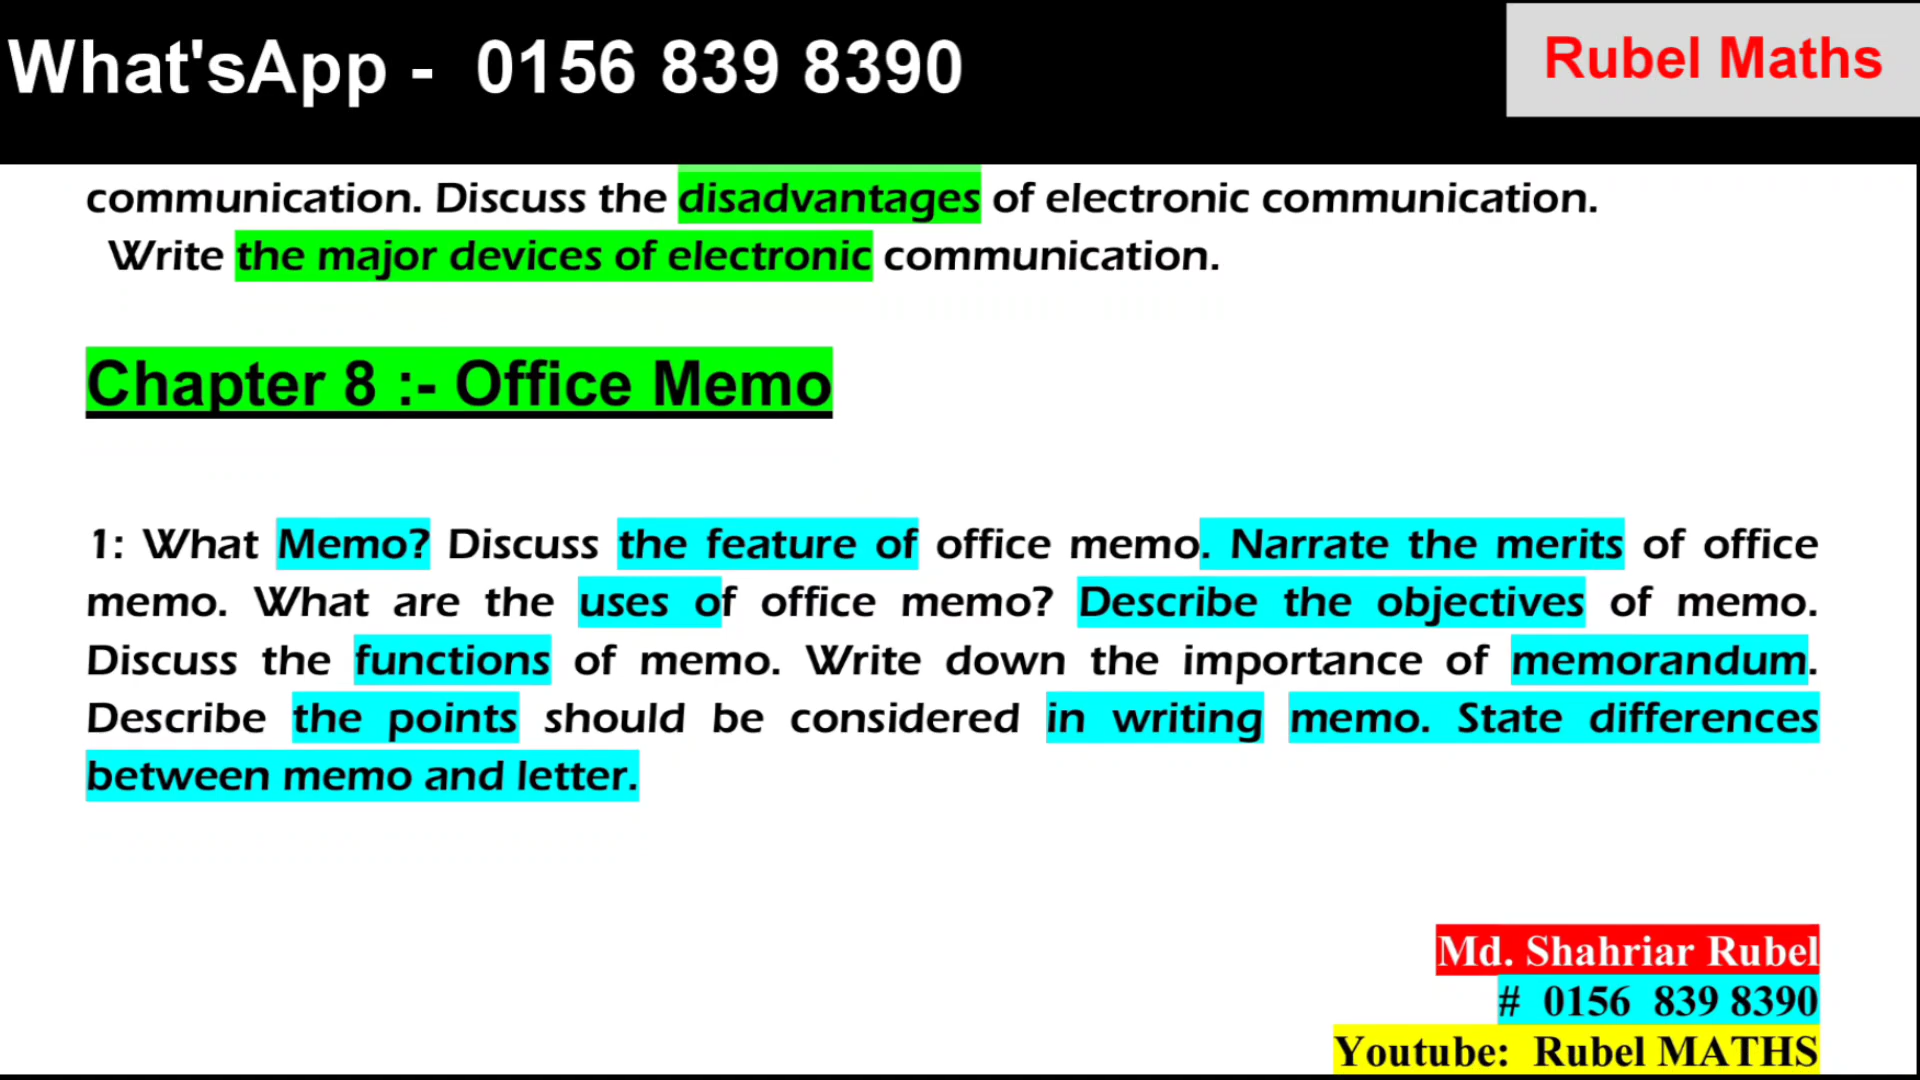 What'sApp - 0156 839 8390
Rubel Maths
communication. Discuss the disadvantages of electronic communication.
Write the major devices of electronic communication.
Chapter 8 :- Office Memo
1: What Memo? Discuss the feature of office memo. Narrate the merits of office
memo. What are the uses of office memo? Describe the objectives of memo.
Discuss the functions of memo. Write down the importance of memorandum.
Describe the points should be considered in writing memo. State differences
between memo and letter.
Md. Shahriar Rubel
# 0156 839 8390
Youtube: Rubel MATHS